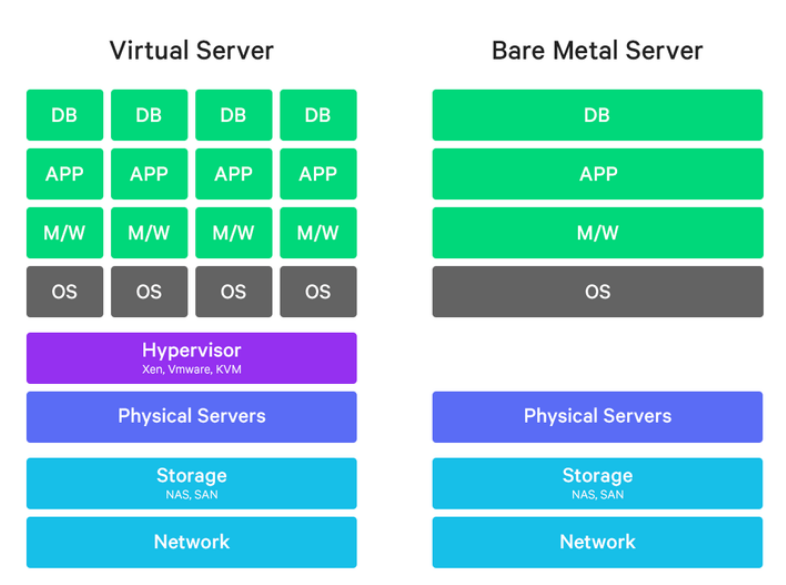 Virtual Server
Bare Metal Server
DB DB DB DB
DB
APP APP APP APP
APP
M/W M/W M/W M/W
M/W
OS OS OS OS
OS
Hypervisor
Xen, Vmware, KVM
Physical Servers
Physical Servers
Storage
NAS, SAN
Storage
NAS, SAN
Network
Network